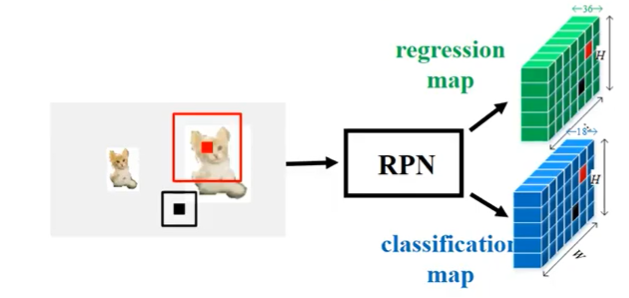 36
regression
map
H
RPN
18
H
classification
map
W